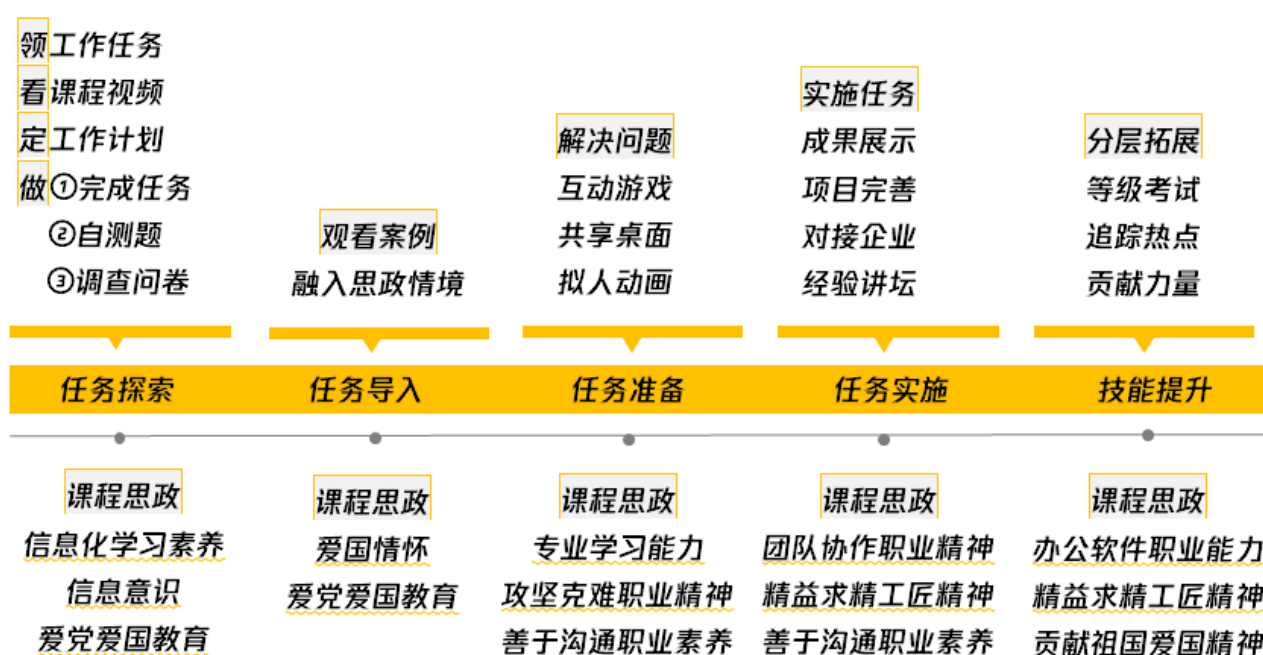 领工作任务
看课程视频
定工作计划
做①完成任务
②自测题
③调查问卷
观看案例
融入思政情境
解决问题
互动游戏
共享桌面
拟人动画
实施任务
成果展示
项目完善
对接企业
经验讲坛
分层拓展
等级考试
追踪热点
贡献力量
任务探索
任务导入
任务准备
任务实施
技能提升
课程思政
信息化学习素养
信息意识
爱党爱国教育
课程思政
爱国情怀
爱党爱国教育
课程思政
专业学习能力
攻坚克难职业精神
善于沟通职业素养
课程思政
团队协作职业精神
精益求精工匠精神
善于沟通职业素养
课程思政
办公软件职业能力
精益求精工匠精神
贡献祖国爱国精神